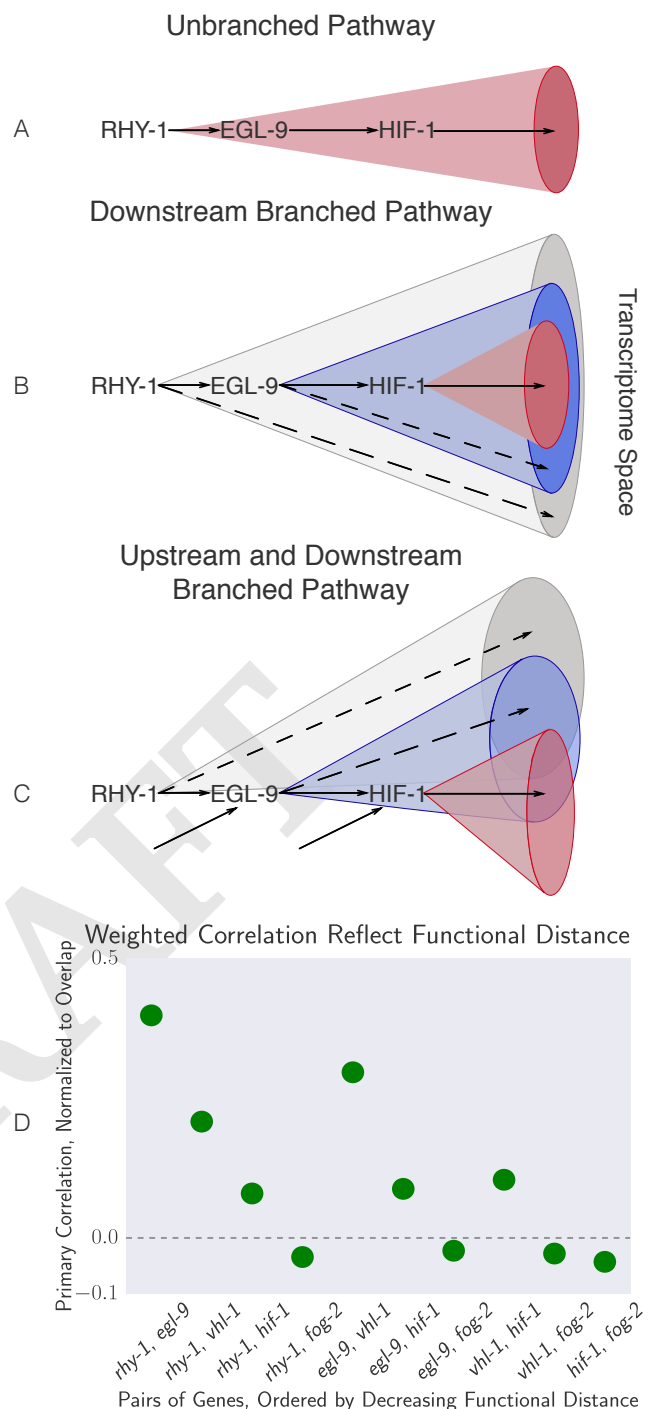 Unbranched Pathway
A
RHY-1 EGL-9 HIF-1
Downstream Branched Pathway
B
RHY-1 EGL-9 HIF-1
Transcriptome Space
Upstream and Downstream
Branched Pathway
C
RHY-1 EGL-9 HIF-1
DRAFT
Weighted Correlation Reflect Functional Distance
D
Primary Correlation, Normalized to Overlap
0.5
0.0
−0.1
rhy-1, egl-9
rhy-1, vhl-1
rhy-1, hif-1
rhy-1, fog-2
egl-9, vhl-1
egl-9, hif-1
egl-9, fog-2
vhl-1, hif-1
vhl-1, fog-2
hif-1, fog-2
Pairs of Genes, Ordered by Decreasing Functional Distance